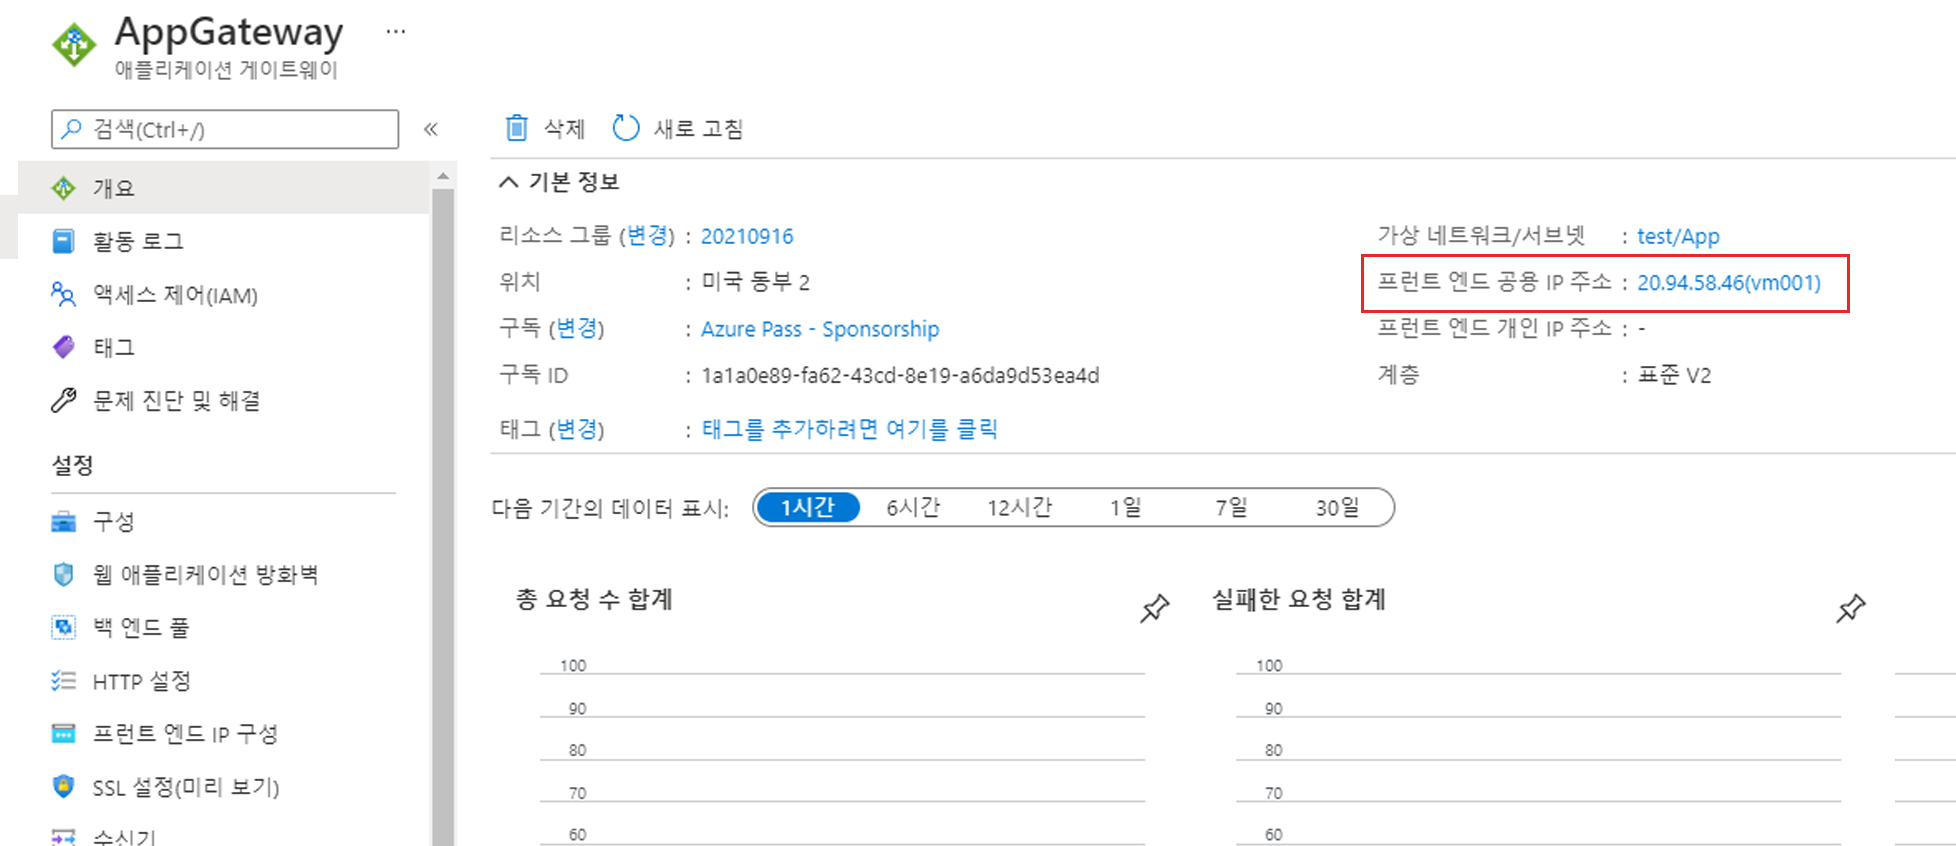 AppGateway ...
애플리케이션 게이트웨이
검색(Ctrl+/) «
개요
활동 로그
액세스 제어(IAM)
태그
문제 진단 및 해결
설정
구성
웹 애플리케이션 방화벽
백 엔드 풀
HTTP 설정
프런트 엔드 IP 구성
SSL 설정(미리 보기)
수신기
삭제 새로 고침
기본 정보
리소스 그룹 (변경) : 20210916
위치 : 미국 동부 2
구독 (변경) : Azure Pass - Sponsorship
구독 ID : 1a1a0e89-fa62-43cd-8e19-a6da9d53ea4d
태그 (변경) : 태그를 추가하려면 여기를 클릭
가상 네트워크/서브넷 : test/App
프런트 엔드 공용 IP 주소 : 20.94.58.46(vm001)
프런트 엔드 개인 IP 주소 : -
계층 : 표준 V2
다음 기간의 데이터 표시: 1시간 6시간 12시간 1일 7일 30일
총 요청 수 합계
100
90
80
70
60
실패한 요청 합계
100
90
80
70
60